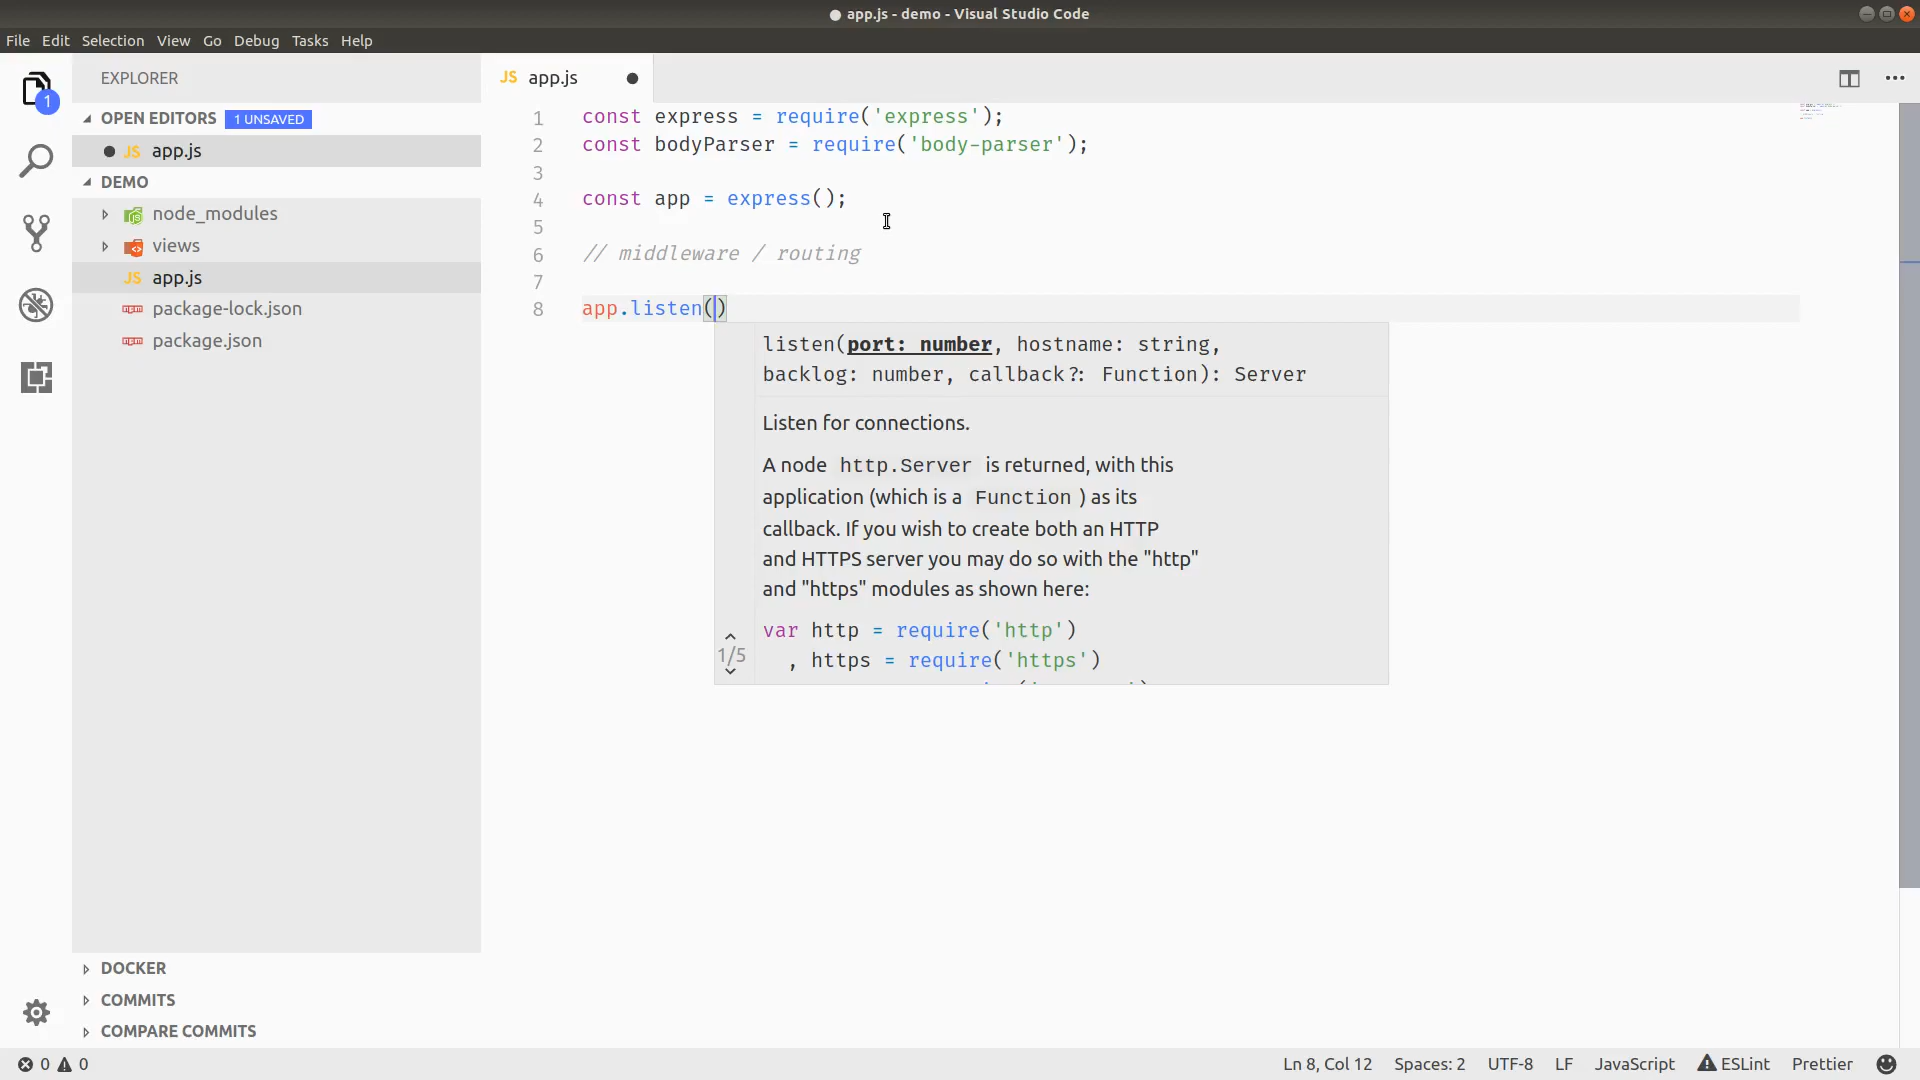 app.js - demo - Visual Studio Code
File Edit Selection View Go Debug Tasks Help
1
EXPLORER
OPEN EDITORS 1 UNSAVED
JS app.js
DEMO
node_modules
views
JS app.js
package-lock.json
package.json
DOCKER
COMMITS
COMPARE COMMITS
JS app.js
1 const express = require('express');
2 const bodyParser = require('body-parser');
3
4 const app = express();
5
6 // middleware / routing
7
8 app.listen()
listen(port: number, hostname: string,
backlog: number, callback?: Function): Server
Listen for connections.
A node http.Server is returned, with this
application (which is a Function ) as its
callback. If you wish to create both an HTTP
and HTTPS server you may do so with the "http"
and "https" modules as shown here:
var http = require('http')
, https = require('https')
1/5
0 0
Ln 8, Col 12 Spaces: 2 UTF-8 LF JavaScript ESLint Prettier